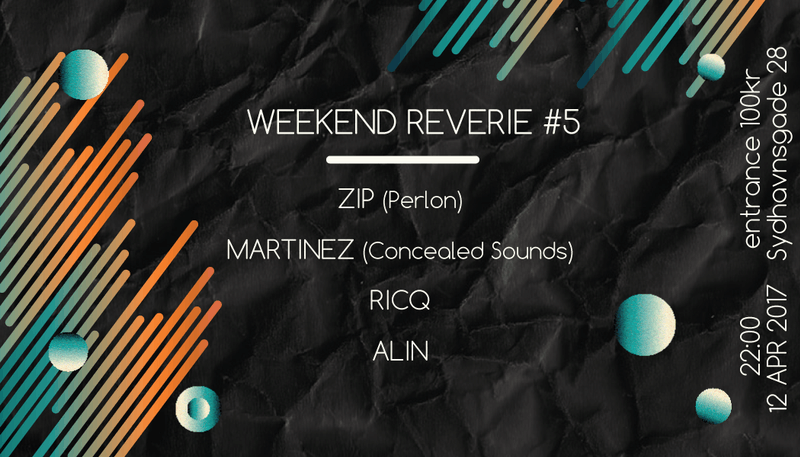 WEEKEND REVERIE #5
ZIP (Perlon)
MARTINEZ (Concealed Sounds)
RICQ
ALIN
22:00 entrance 100kr
12 APR 2017 Sydhavnsgade 28